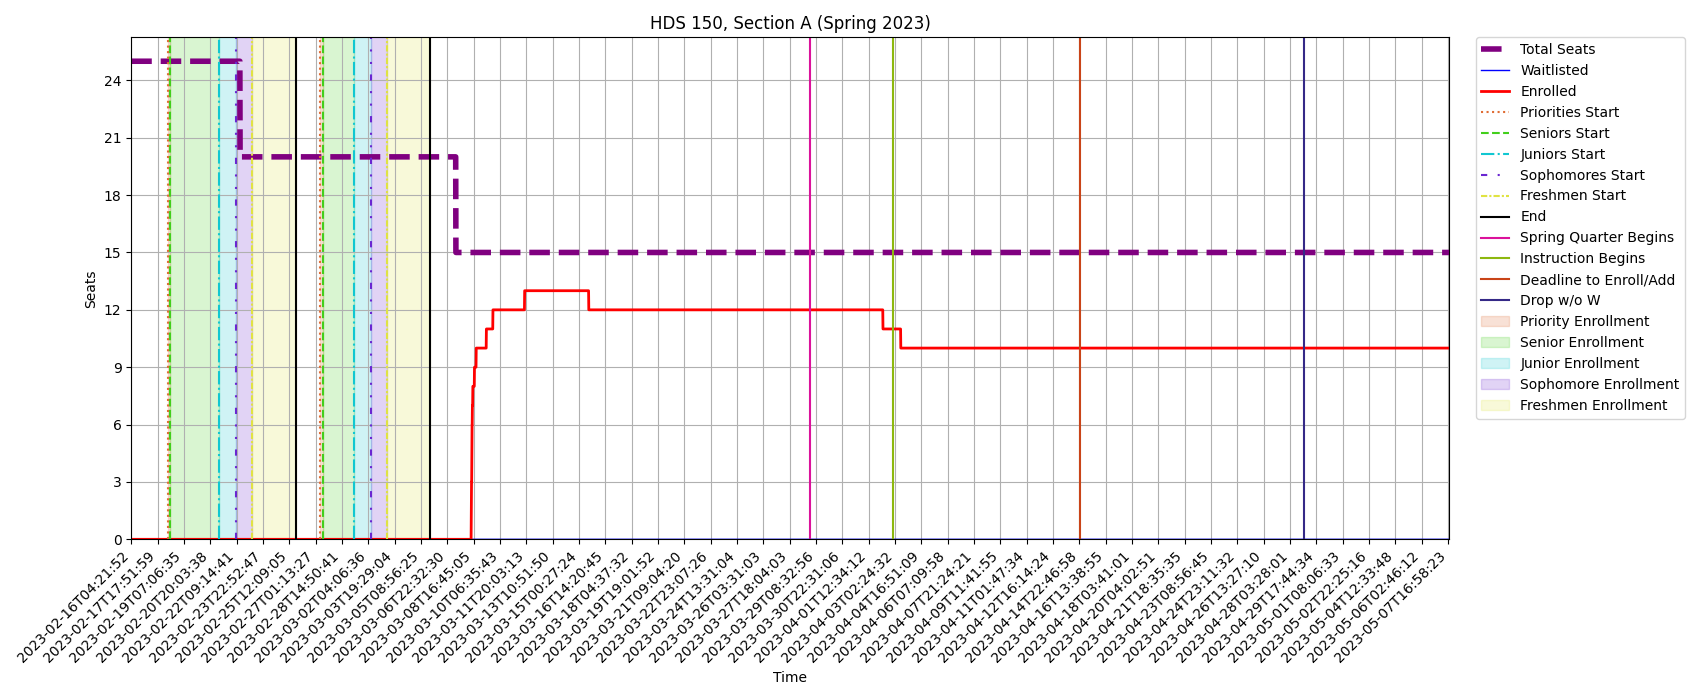 HDS 150, Section A (Spring 2023)
Seats
24
21
18
15
12
9
6
3
0
2023-02-16T04:21:52
2023-02-17T17:51:59
2023-02-19T07:06:35
2023-02-20T20:03:38
2023-02-22T09:14:41
2023-02-23T22:52:47
2023-02-25T12:09:05
2023-02-27T01:13:27
2023-02-28T14:50:41
2023-03-02T04:06:36
2023-03-03T19:29:04
2023-03-05T08:56:25
2023-03-06T22:32:30
2023-03-08T16:45:05
2023-03-10T06:35:43
2023-03-11T20:03:13
2023-03-13T10:51:50
2023-03-15T00:27:24
2023-03-16T14:20:45
2023-03-18T04:37:32
2023-03-19T19:01:52
2023-03-21T09:04:20
2023-03-22T23:07:26
2023-03-24T13:31:04
2023-03-26T03:31:03
2023-03-27T18:04:03
2023-03-29T08:32:56
2023-03-30T22:31:06
2023-04-01T12:34:12
2023-04-03T02:24:32
2023-04-04T16:51:09
2023-04-06T07:09:58
2023-04-07T21:24:21
2023-04-09T11:41:55
2023-04-11T01:47:34
2023-04-12T16:14:24
2023-04-14T22:46:58
2023-04-16T13:38:55
2023-04-18T03:41:01
2023-04-20T04:02:51
2023-04-21T18:35:35
2023-04-23T08:56:45
2023-04-24T23:11:32
2023-04-26T13:27:10
2023-04-28T03:28:01
2023-04-29T17:44:34
2023-05-01T08:06:33
2023-05-02T22:25:16
2023-05-04T12:33:48
2023-05-06T02:46:12
2023-05-07T16:58:23
Time
Total Seats
Waitlisted
Enrolled
Priorities Start
Seniors Start
Juniors Start
Sophomores Start
Freshmen Start
End
Spring Quarter Begins
Instruction Begins
Deadline to Enroll/Add
Drop w/o W
Priority Enrollment
Senior Enrollment
Junior Enrollment
Sophomore Enrollment
Freshmen Enrollment